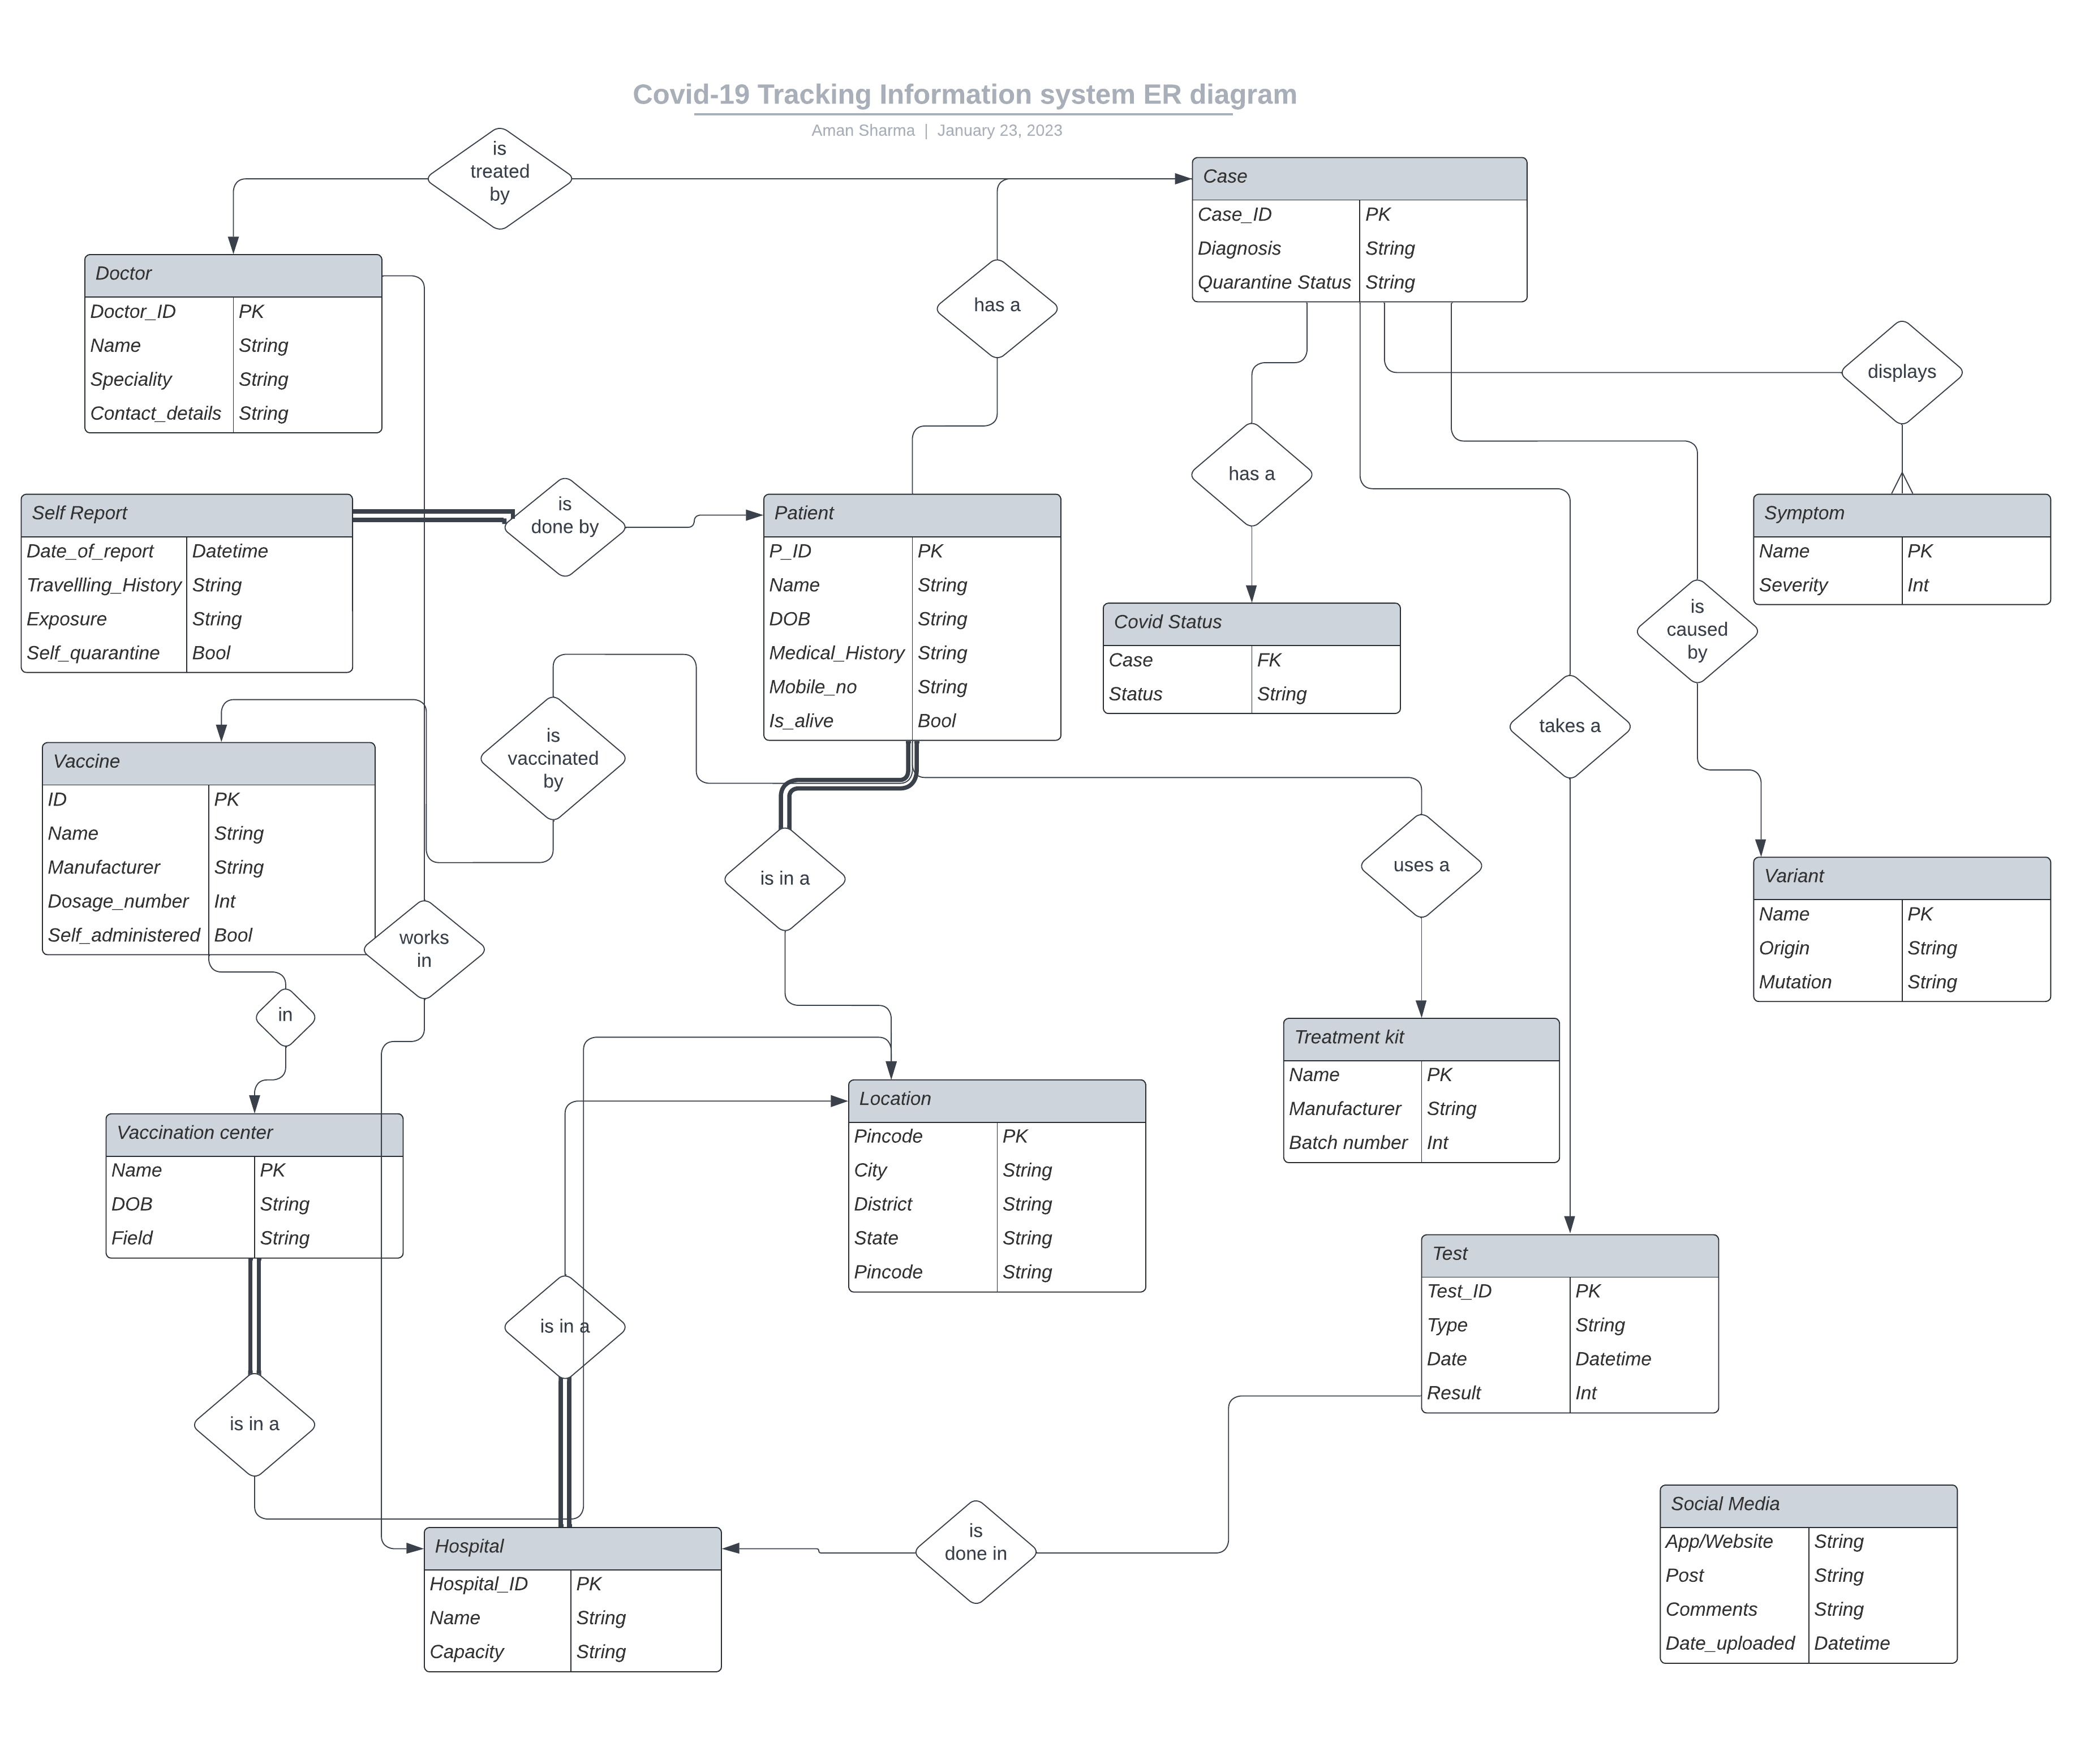 Covid-19 Tracking Information system ER diagram
Aman Sharma | January 23, 2023
is
treated
by
Case
Case_ID PK
Diagnosis String
Quarantine Status String
Doctor
Doctor_ID PK
Name String
Speciality String
Contact_details String
has a
displays
has a
Self Report
Date_of_report Datetime
Travellling_History String
Exposure String
Self_quarantine Bool
is
done by
Patient
P_ID PK
Name String
DOB String
Medical_History String
Mobile_no String
Is_alive Bool
Symptom
Name PK
Severity Int
Covid Status
Case FK
Status String
is
caused
by
takes a
is
vaccinated
by
Vaccine
ID PK
Name String
Manufacturer String
Dosage_number Int
Self_administered Bool
works
in
is in a
uses a
Variant
Name PK
Origin String
Mutation String
in
Treatment kit
Name PK
Manufacturer String
Batch number Int
Vaccination center
Name PK
DOB String
Field String
Location
Pincode PK
City String
District String
State String
Pincode String
Test
Test_ID PK
Type String
Date Datetime
Result Int
is in a
is in a
Hospital
Hospital_ID PK
Name String
Capacity String
is
done in
Social Media
App/Website String
Post String
Comments String
Date_uploaded Datetime